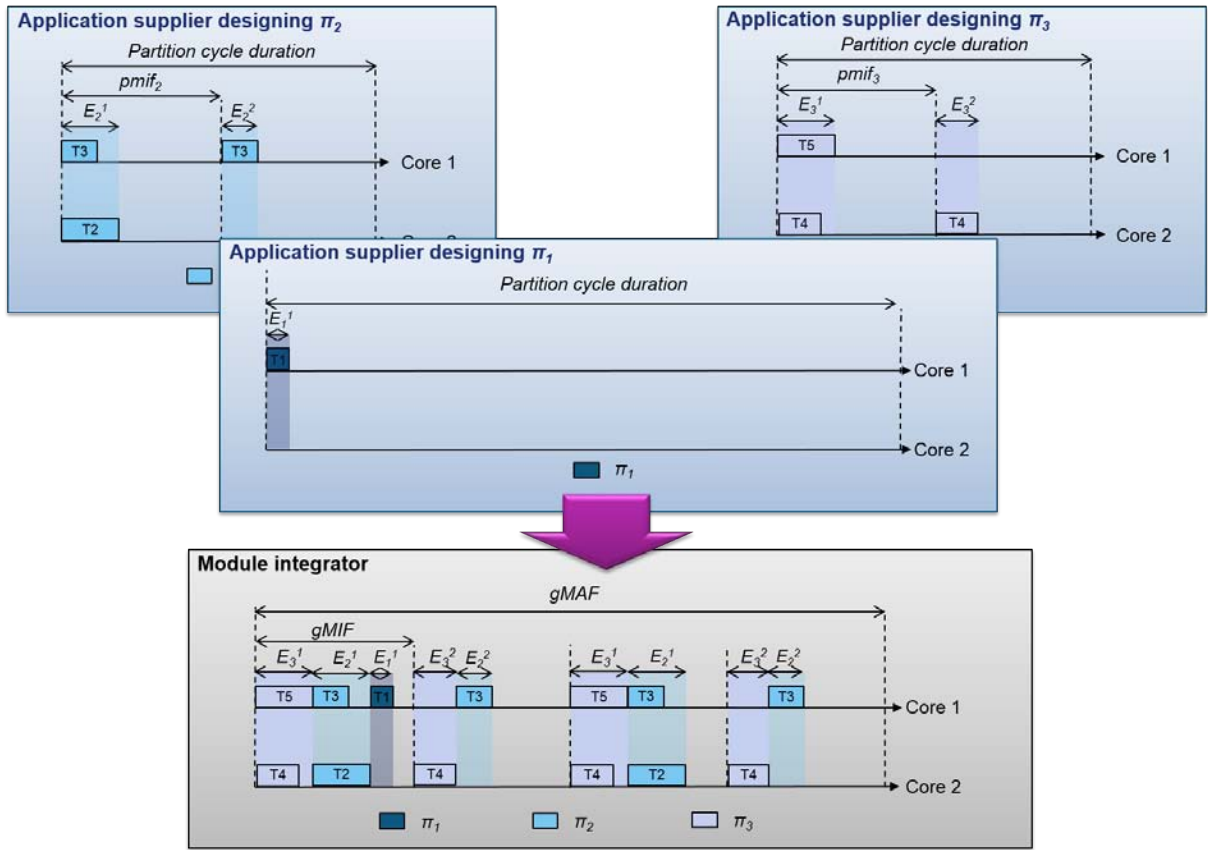 Application supplier designing π2
Partition cycle duration
pmif2
E2^1 E2^2
T3 T3
Core 1
T2
Application supplier designing π3
Partition cycle duration
pmif3
E3^1 E3^2
T5
Core 1
T4 T4
Core 2
Application supplier designing π1
Partition cycle duration
E1^1
T1
Core 1
Core 2
π1
Module integrator
gMAF
gMIF
E3^1 E2^1 E1^1 E3^2 E2^2 E3^1 E2^1 E3^2 E2^2
T5 T3 T1 T3 T5 T3 T3
Core 1
T4 T2 T4 T4 T2 T4
Core 2
π1 π2 π3